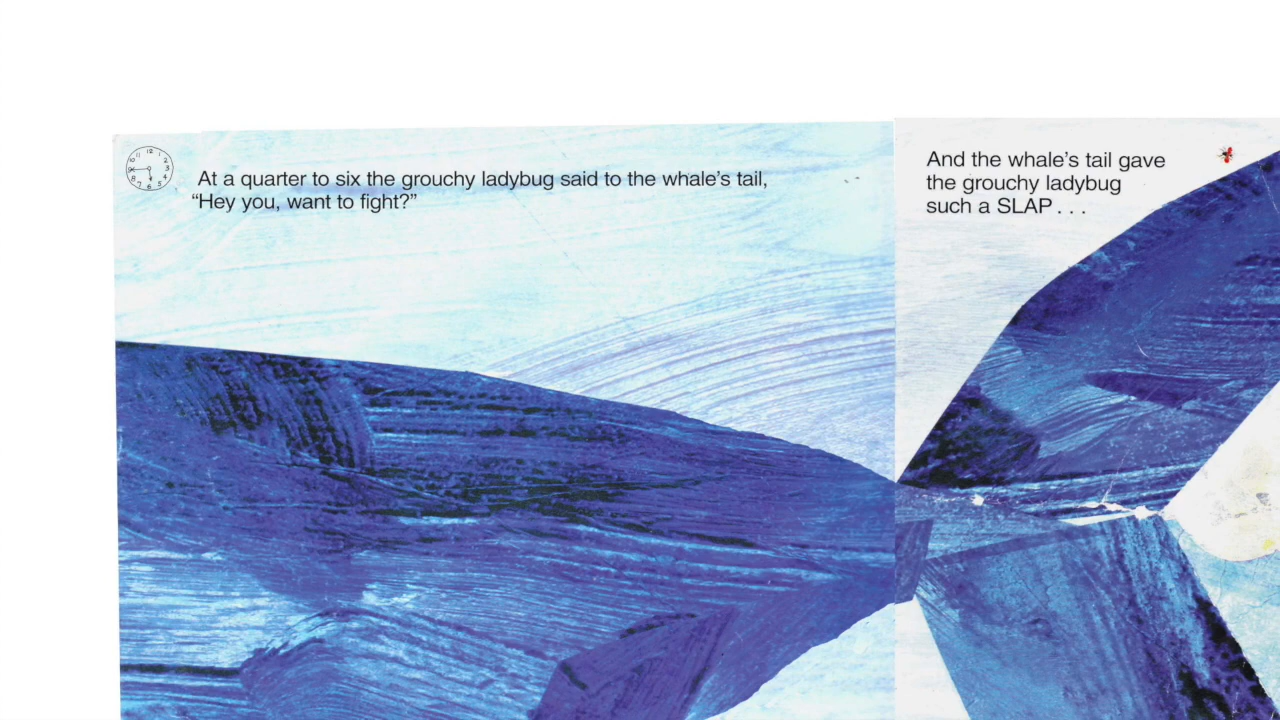 At a quarter to six the grouchy ladybug said to the whale's tail,
“Hey you, want to fight?”
And the whale's tail gave
the grouchy ladybug
such a SLAP . . .